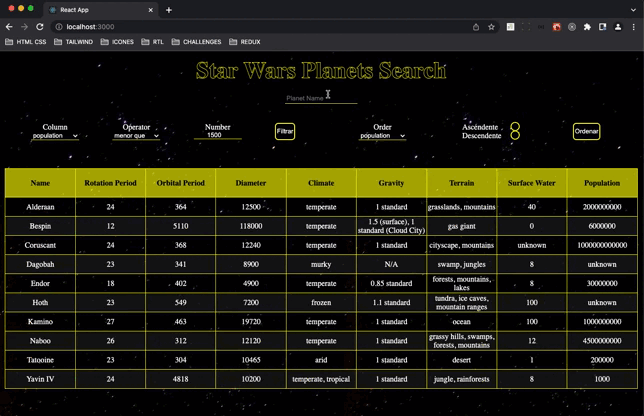 React App
localhost:3000
HTML CSS TAILWIND ICONES RTL CHALLENGES REDUX
Star Wars Planets Search
Planet Name
Column Operator Number Order Ascéndente
population menor que 1500 Filtrar population Descendente Ordenar
Name Rotation Period Orbital Period Diameter Climate Gravity Terrain Surface Water Population
Alderaan 24 364 12500 temperate 1 standard grasslands, mountains 40 2000000000
Bespin 12 5110 118000 temperate 1.5 (surface), 1 standard (Cloud City) gas giant 0 6000000
Coruscant 24 368 12240 temperate 1 standard cityscape, mountains unknown 1000000000000
Dagobah 23 341 8900 murky N/A swamp, jungles 8 unknown
Endor 18 402 4900 temperate 0.85 standard forests, mountains, lakes 8 30000000
Hoth 23 549 7200 frozen 1.1 standard tundra, ice caves, mountain ranges 100 unknown
Kamino 27 463 19720 temperate 1 standard ocean 100 1000000000
Naboo 26 312 12120 temperate 1 standard grassy hills, swamps, forests, mountains 12 4500000000
Tatooine 23 304 10465 arid 1 standard desert 1 200000
Yavin IV 24 4818 10200 temperate, tropical 1 standard jungle, rainforests 8 1000